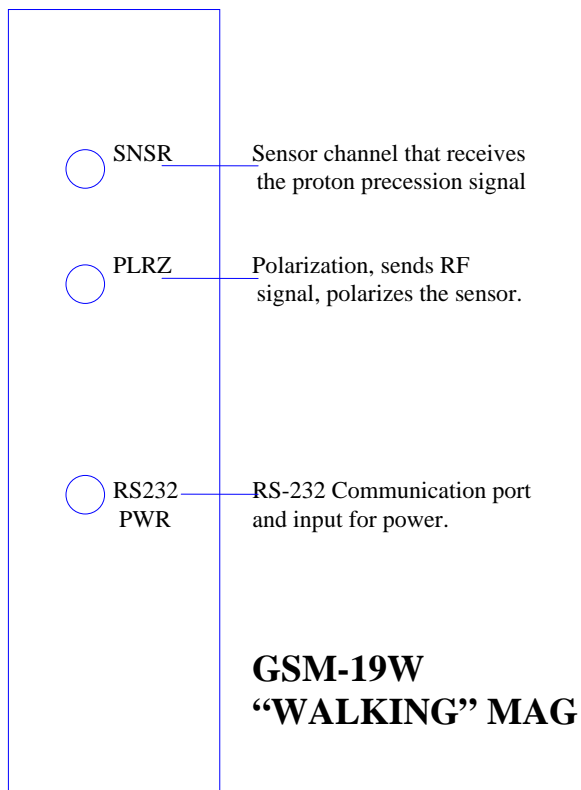 SNSR Sensor channel that receives
the proton precession signal
PLRZ Polarization, sends RF
signal, polarizes the sensor.
RS232 RS-232 Communication port
PWR and input for power.
GSM-19W
“WALKING” MAG